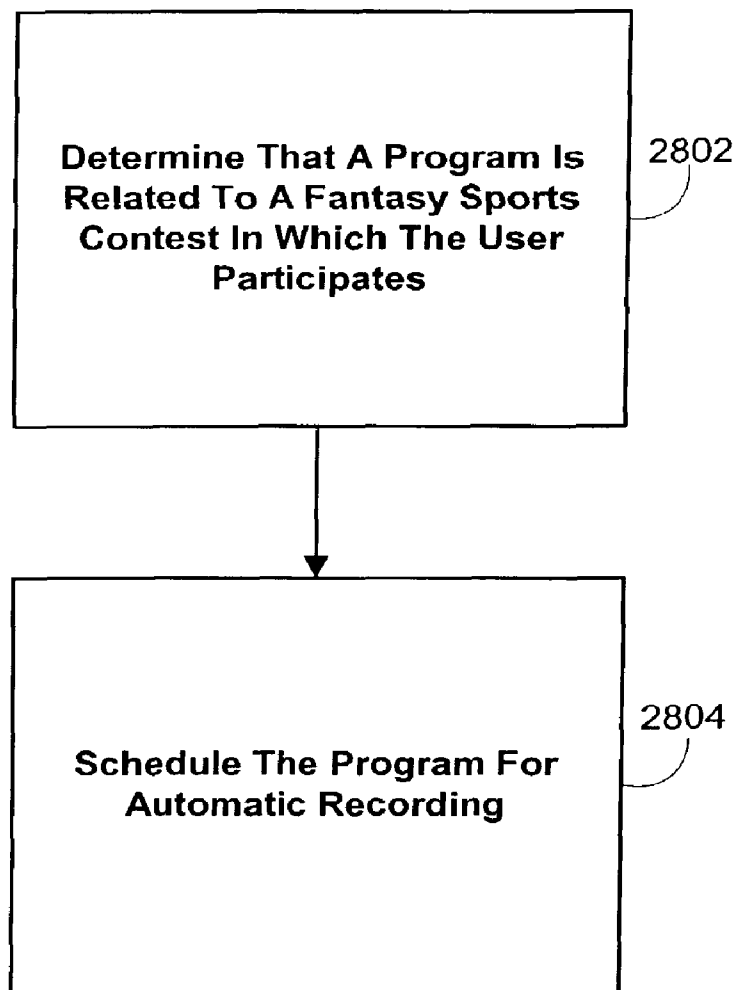 Determine That A Program Is
Related To A Fantasy Sports
Contest In Which The User
Participates
2802
Schedule The Program For
Automatic Recording
2804